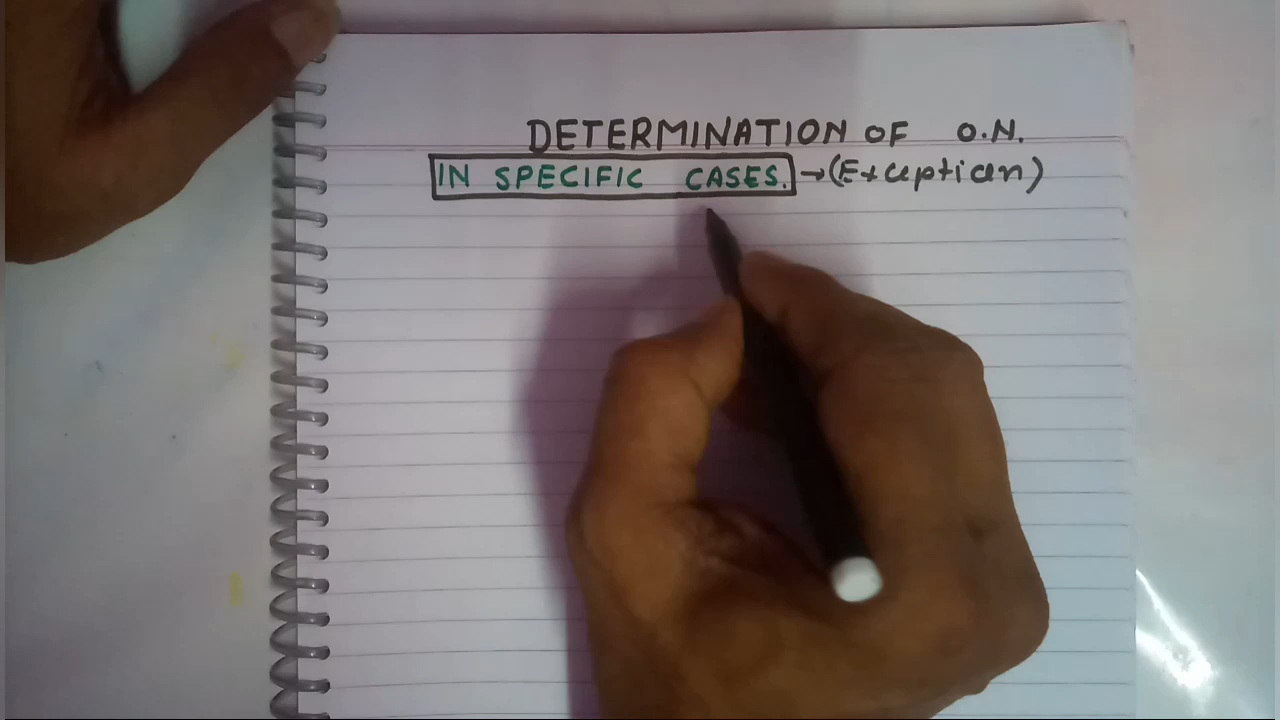 DETERMINATION OF O.N.
IN SPECIFIC CASES. → (Exception)